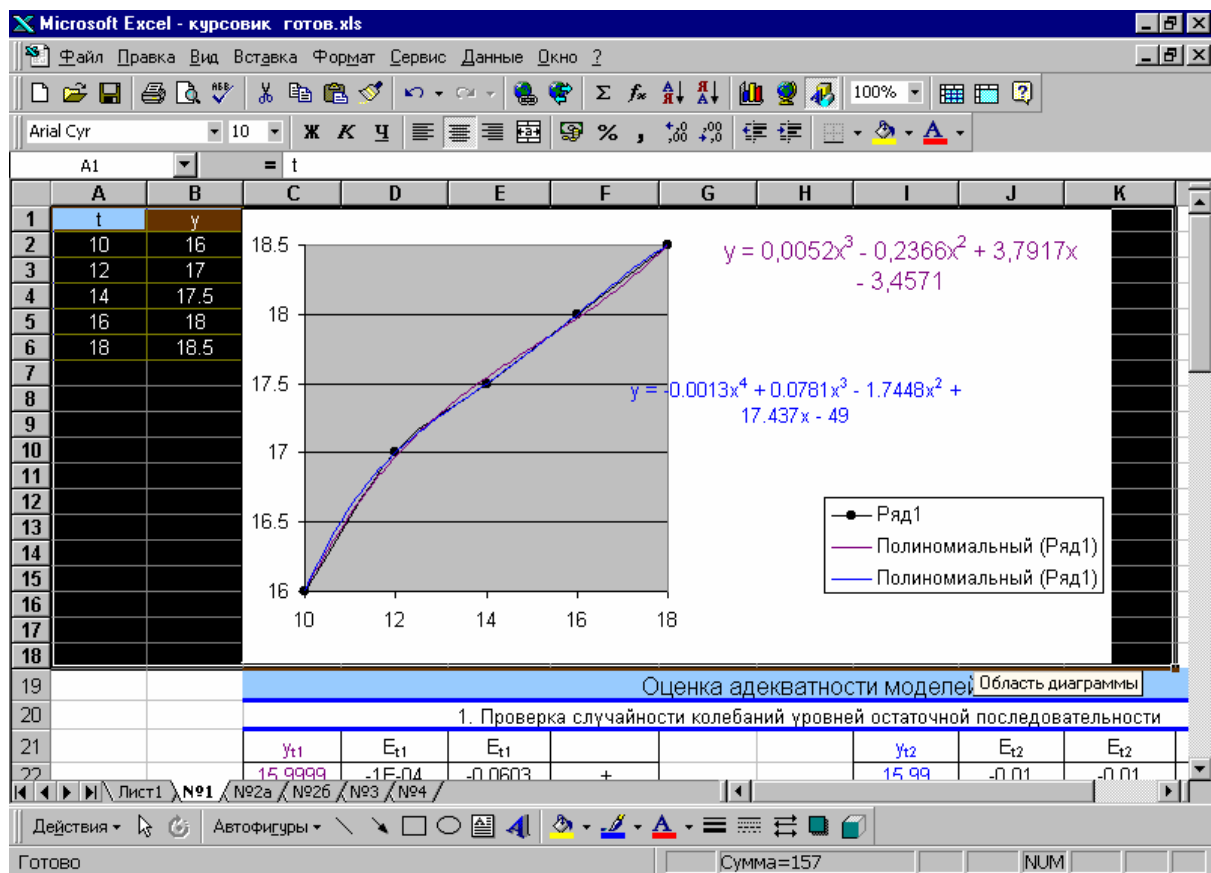 Microsoft Excel - курсовик готов.xls
Файл Правка Вид Вставка Формат Сервис Данные Окно ?
100%
Arial Cyr 10 Ж К Ч
A1 = t
A B C D E F G H I J K
1 t y
2 10 16
3 12 17
4 14 17.5
5 16 18
6 18 18.5
7
8
9
10
11
12
13
14
15
16
17
18
18.5
18
17.5
17
16.5
16
10 12 14 16 18
y = 0,0052x³ - 0,2366x² + 3,7917x
- 3,4571
y = -0.0013x⁴ + 0.0781x³ - 1.7448x² +
17.437x - 49
Ряд1
Полиномиальный (Ряд1)
Полиномиальный (Ряд1)
19 Оценка адекватности моделей
Область диаграммы
20 1. Проверка случайности колебаний уровней остаточной последовательности
21 yt1 Et1 Et1 yt2 Et2 Et2
22 15.9999 -1E-04 -0.0603 + 15.99 -0.01 -0.01
Лист1 №1 №2а №2б №3 №4
Действия Автофигуры
Готово Сумма=157 NUM